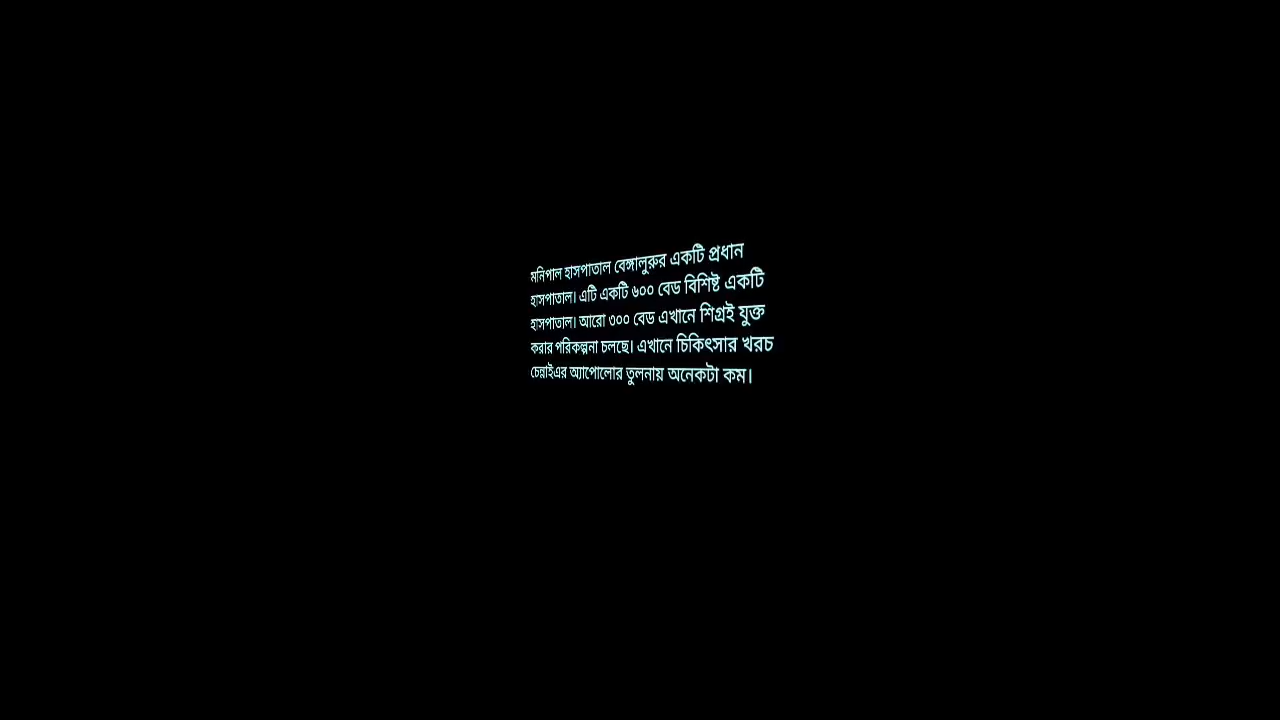 মনিপাল হাসপাতাল বেঙ্গালুরুর একটি প্রধান
হাসপাতাল। এটি একটি ৬০০ বেড বিশিষ্ট একটি
হাসপাতাল। আরো ৩০০ বেড এখানে শিগ্রই যুক্ত
করার পরিকল্পনা চলছে। এখানে চিকিৎসার খরচ
চেন্নাইএর অ্যাপোলোর তুলনায় অনেকটা কম।